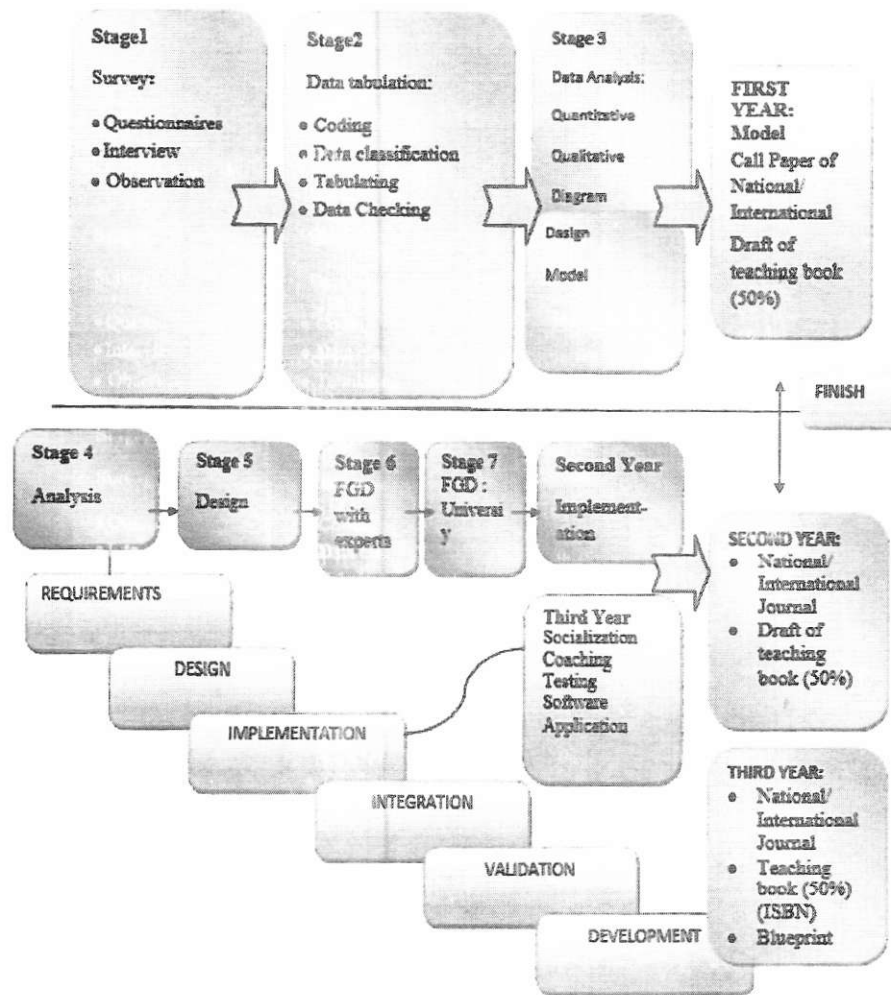 Stage1
Survey:
• Questionnaires
• Interview
• Observation
Stage2
Data tabulation:
• Coding
• Data classification
• Tabulating
• Data Checking
Stage 3
Data Analysis:
Quantitative
Qualitative
Diagram
Design
Model
FIRST
YEAR:
Model
Call Paper of
National/
International
Draft of
teaching book
(50%)
FINISH
Stage 4
Analysis
Stage 5
Design
Stage 6
FGD
with
experts
Stage 7
FGD :
Universi
y
Second Year
Implement-
ation
SECOND YEAR:
• National/
International
Journal
• Draft of
teaching
book (50%)
REQUIREMENTS
DESIGN
IMPLEMENTATION
INTEGRATION
VALIDATION
DEVELOPMENT
Third Year
Socialization
Coaching
Testing
Software
Application
THIRD YEAR:
• National/
International
Journal
• Teaching
book (50%)
(ISBN)
• Blueprint